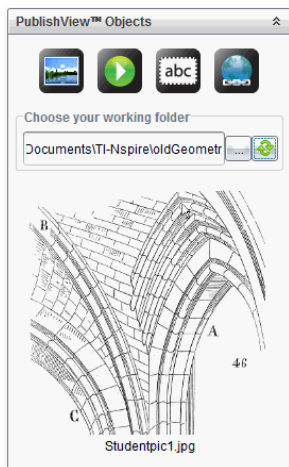 PublishView™ Objects
abc
Choose your working folder
Documents\TI-Nspire\oldGeometr
...
B
A
46
C
Studentpic1.jpg